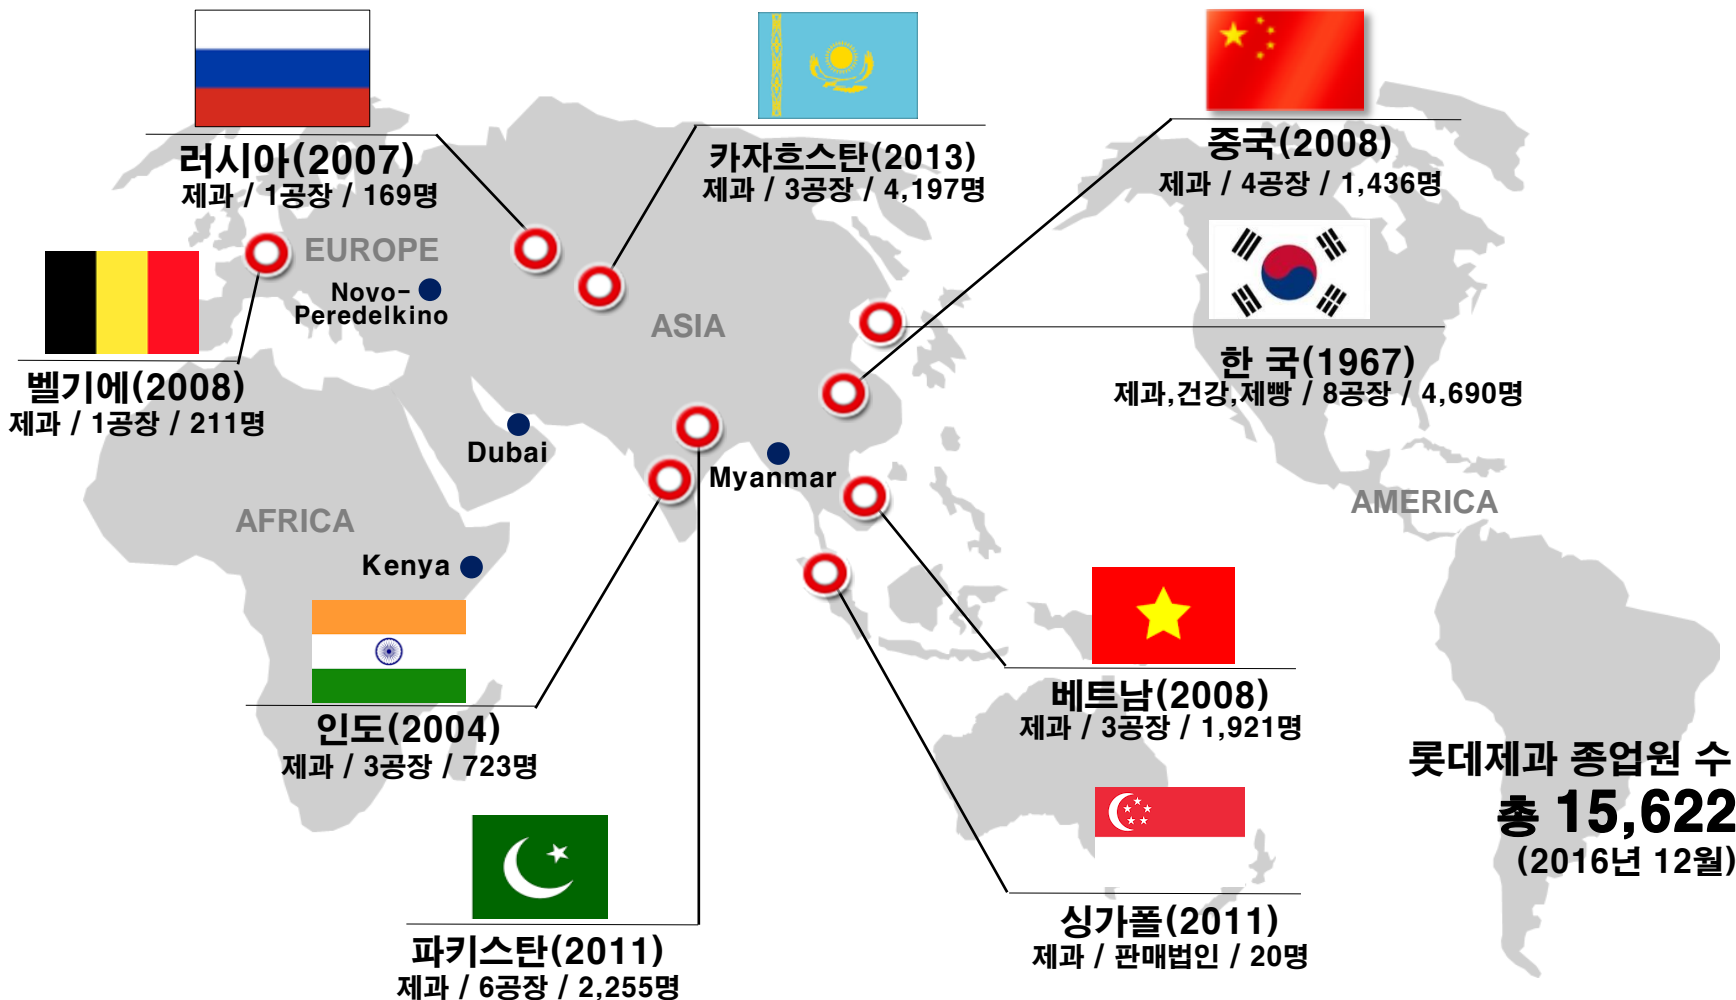 러시아(2007)
제과 / 1공장 / 169명
카자흐스탄(2013)
제과 / 3공장 / 4,197명
중국(2008)
제과 / 4공장 / 1,436명
EUROPE
Novo-
Peredelkino
ASIA
한 국(1967)
제과,건강,제빵 / 8공장 / 4,690명
벨기에(2008)
제과 / 1공장 / 211명
Dubai
Myanmar
AFRICA
AMERICA
Kenya
인도(2004)
제과 / 3공장 / 723명
베트남(2008)
제과 / 3공장 / 1,921명
롯데제과 종업원 수
총 15,622
(2016년 12월)
싱가폴(2011)
제과 / 판매법인 / 20명
파키스탄(2011)
제과 / 6공장 / 2,255명